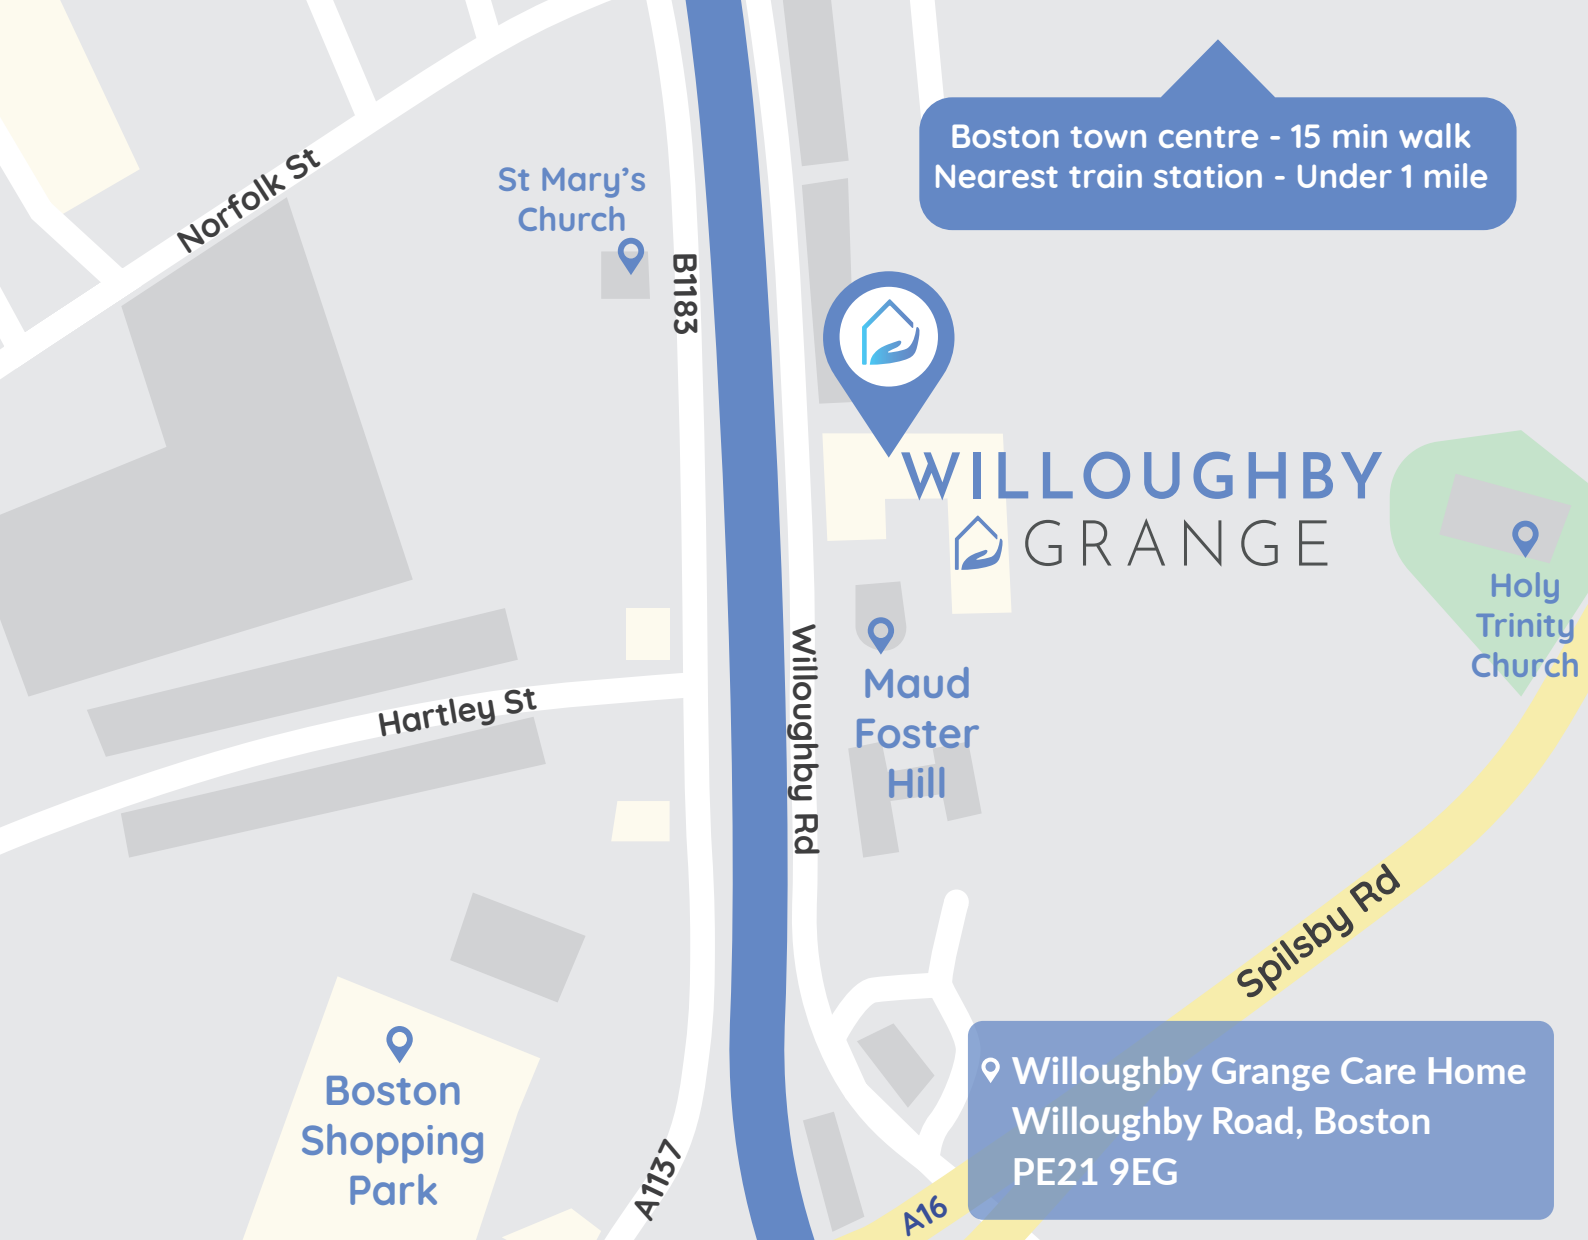 Boston town centre - 15 min walk
Nearest train station - Under 1 mile
Norfolk St
St Mary’s
Church
B1183
WILLOUGHBY
GRANGE
Holy
Trinity
Church
Willoughby Rd
Maud
Foster
Hill
Hartley St
Spilsby Rd
Boston
Shopping
Park
A1137
A16
Willoughby Grange Care Home
Willoughby Road, Boston
PE21 9EG